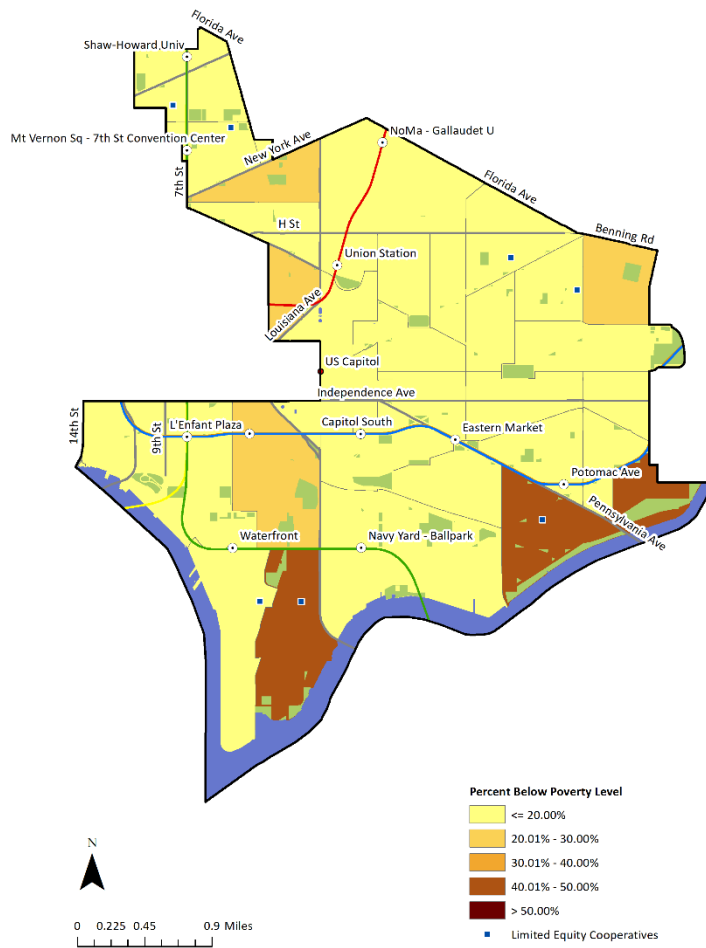 Florida Ave
Shaw-Howard Univ
Mt Vernon Sq - 7th St Convention Center
New York Ave
NoMa - Gallaudet U
7th St
Florida Ave
H St
Benning Rd
Union Station
Louisiana Ave
US Capitol
Independence Ave
14th St
9th St
L'Enfant Plaza
Capitol South
Eastern Market
Potomac Ave
Pennsylvania Ave
Waterfront
Navy Yard - Ballpark
Percent Below Poverty Level
<= 20.00%
20.01% - 30.00%
30.01% - 40.00%
40.01% - 50.00%
> 50.00%
Limited Equity Cooperatives
N
0 0.225 0.45 0.9 Miles